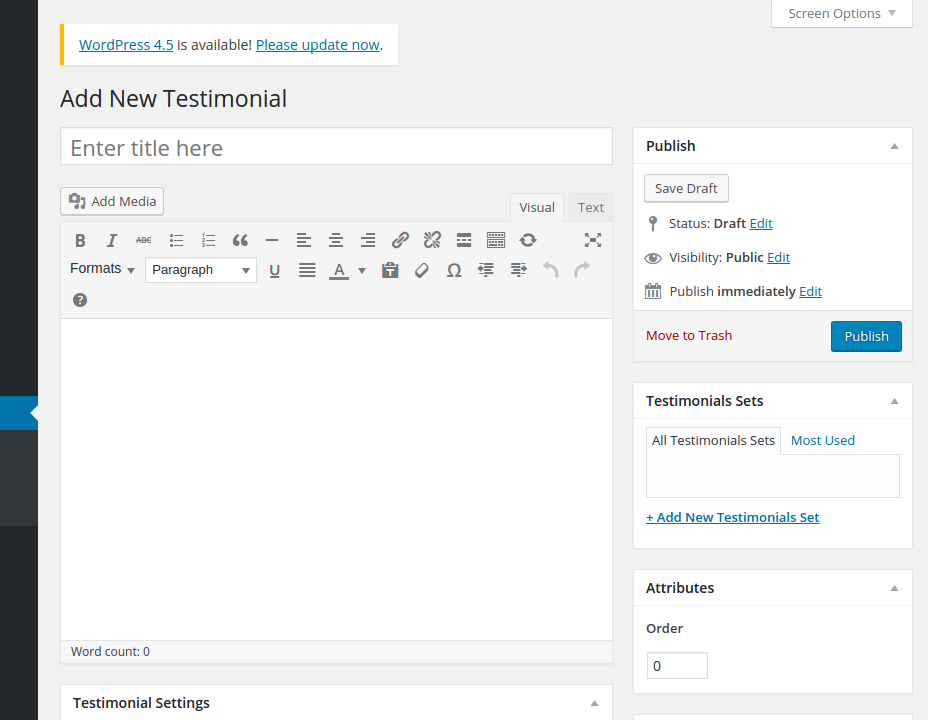 Screen Options
WordPress 4.5 is available! Please update now.
Add New Testimonial
Enter title here
Add Media
Visual Text
B I ABC
Formats Paragraph U A Ω
?
Word count: 0
Testimonial Settings
Publish
Save Draft
Status: Draft Edit
Visibility: Public Edit
Publish immediately Edit
Move to Trash Publish
Testimonials Sets
All Testimonials Sets Most Used
+ Add New Testimonials Set
Attributes
Order
0